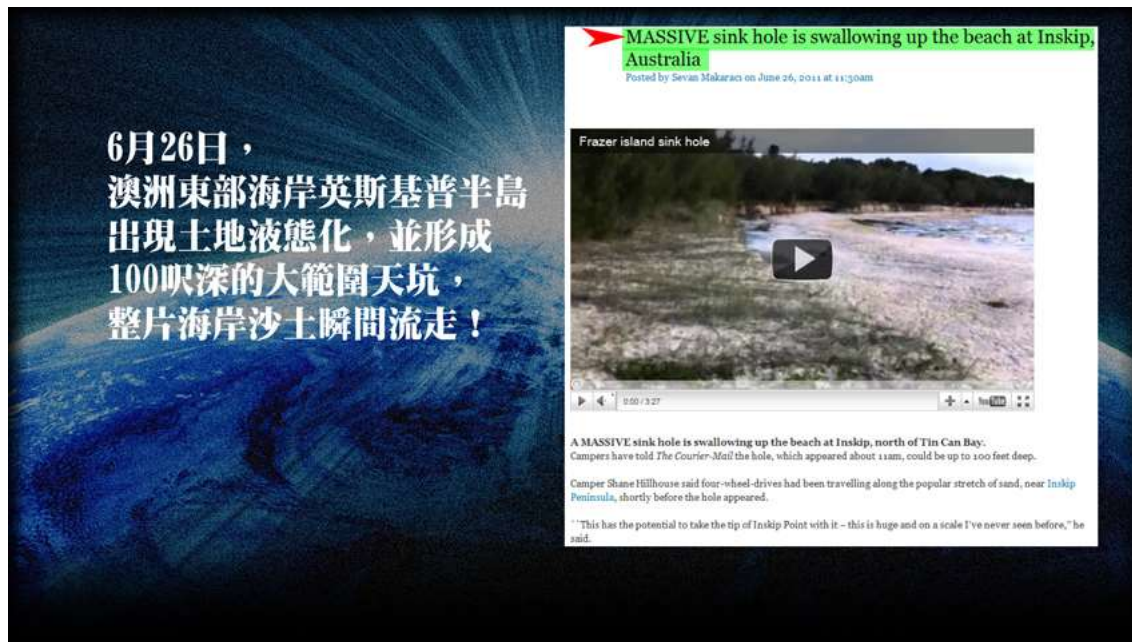 6月26日，
澳洲東部海岸英斯基普半島
出現土地液態化，並形成
100呎深的大範圍天坑，
整片海岸沙土瞬間流走！
MASSIVE sink hole is swallowing up the beach at Inskip,
Australia
Posted by Sevan Makaracı on June 26, 2011 at 11:30am
Frazer island sink hole
0:00 / 3:27
YouTube
A MASSIVE sink hole is swallowing up the beach at Inskip, north of Tin Can Bay.
Campers have told The Courier-Mail the hole, which appeared about 11am, could be up to 100 feet deep.
Camper Shane Hillhouse said four-wheel-drives had been travelling along the popular stretch of sand, near Inskip
Peninsula, shortly before the hole appeared.
``This has the potential to take the tip of Inskip Point with it – this is huge and on a scale I've never seen before,'' he
said.